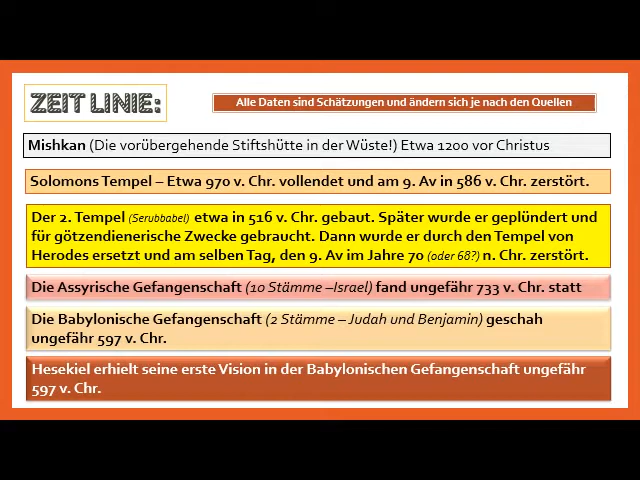 ZEIT LINIE:
Alle Daten sind Schätzungen und ändern sich je nach den Quellen
Mishkan (Die vorübergehende Stiftshütte in der Wüste!) Etwa 1200 vor Christus
Solomons Tempel – Etwa 970 v. Chr. vollendet und am 9. Av in 586 v. Chr. zerstört.
Der 2. Tempel (Serubbabel) etwa in 516 v. Chr. gebaut. Später wurde er geplündert und
für götzendienerische Zwecke gebraucht. Dann wurde er durch den Tempel von
Herodes ersetzt und am selben Tag, den 9. Av im Jahre 70 (oder 68?) n. Chr. zerstört.
Die Assyrische Gefangenschaft (10 Stämme –Israel) fand ungefähr 733 v. Chr. statt
Die Babylonische Gefangenschaft (2 Stämme – Judah und Benjamin) geschah
ungefähr 597 v. Chr.
Hesekiel erhielt seine erste Vision in der Babylonischen Gefangenschaft ungefähr
597 v. Chr.